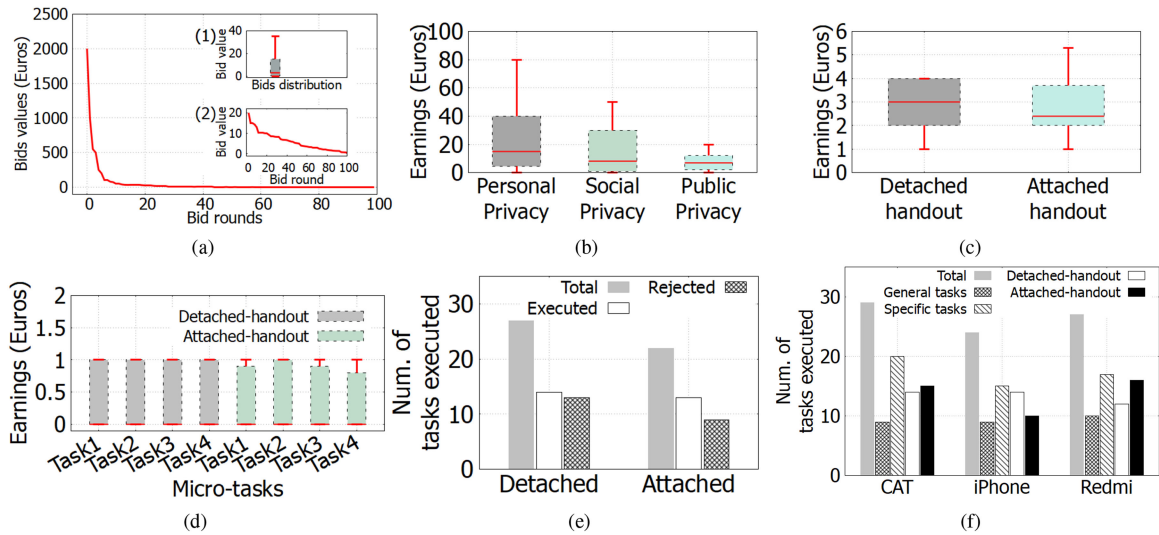 Bids values (Euros)
2500
2000
1500
1000
500
0
0
20
40
60
80
100
Bid rounds
(1)
Bid value
40
20
0
Bids distribution
(2)
Bid value
20
10
0
0 20 40 60 80 100
Bid round
(a)
Earnings (Euros)
100
80
60
40
20
0
Personal Privacy
Social Privacy
Public Privacy
(b)
Earnings (Euros)
6
5
4
3
2
1
0
Detached handout
Attached handout
(c)
Earnings (Euros)
2
1.5
1
0.5
0
Detached-handout
Attached-handout
Task1
Task2
Task3
Task4
Task1
Task2
Task3
Task4
Micro-tasks
(d)
Num. of
tasks executed
30
20
10
0
Total
Executed
Rejected
Detached
Attached
(e)
Num. of
tasks executed
30
20
10
0
Total
General tasks
Specific tasks
Detached-handout
Attached-handout
CAT
iPhone
Redmi
(f)